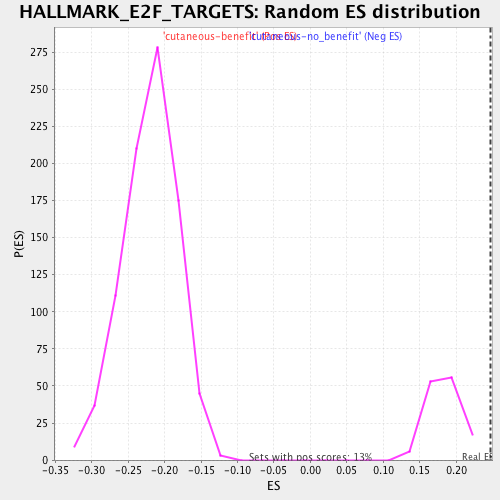 HALLMARK_E2F_TARGETS: Random ES distribution
'cutaneous-benefit' (Pos ES)
'cutaneous-no_benefit' (Neg ES)
P(ES)
275
250
225
200
175
150
125
100
75
50
25
0
Sets with pos scores: 13%
Real ES
-0.35 -0.30 -0.25 -0.20 -0.15 -0.10 -0.05 0.00 0.05 0.10 0.15 0.20
ES